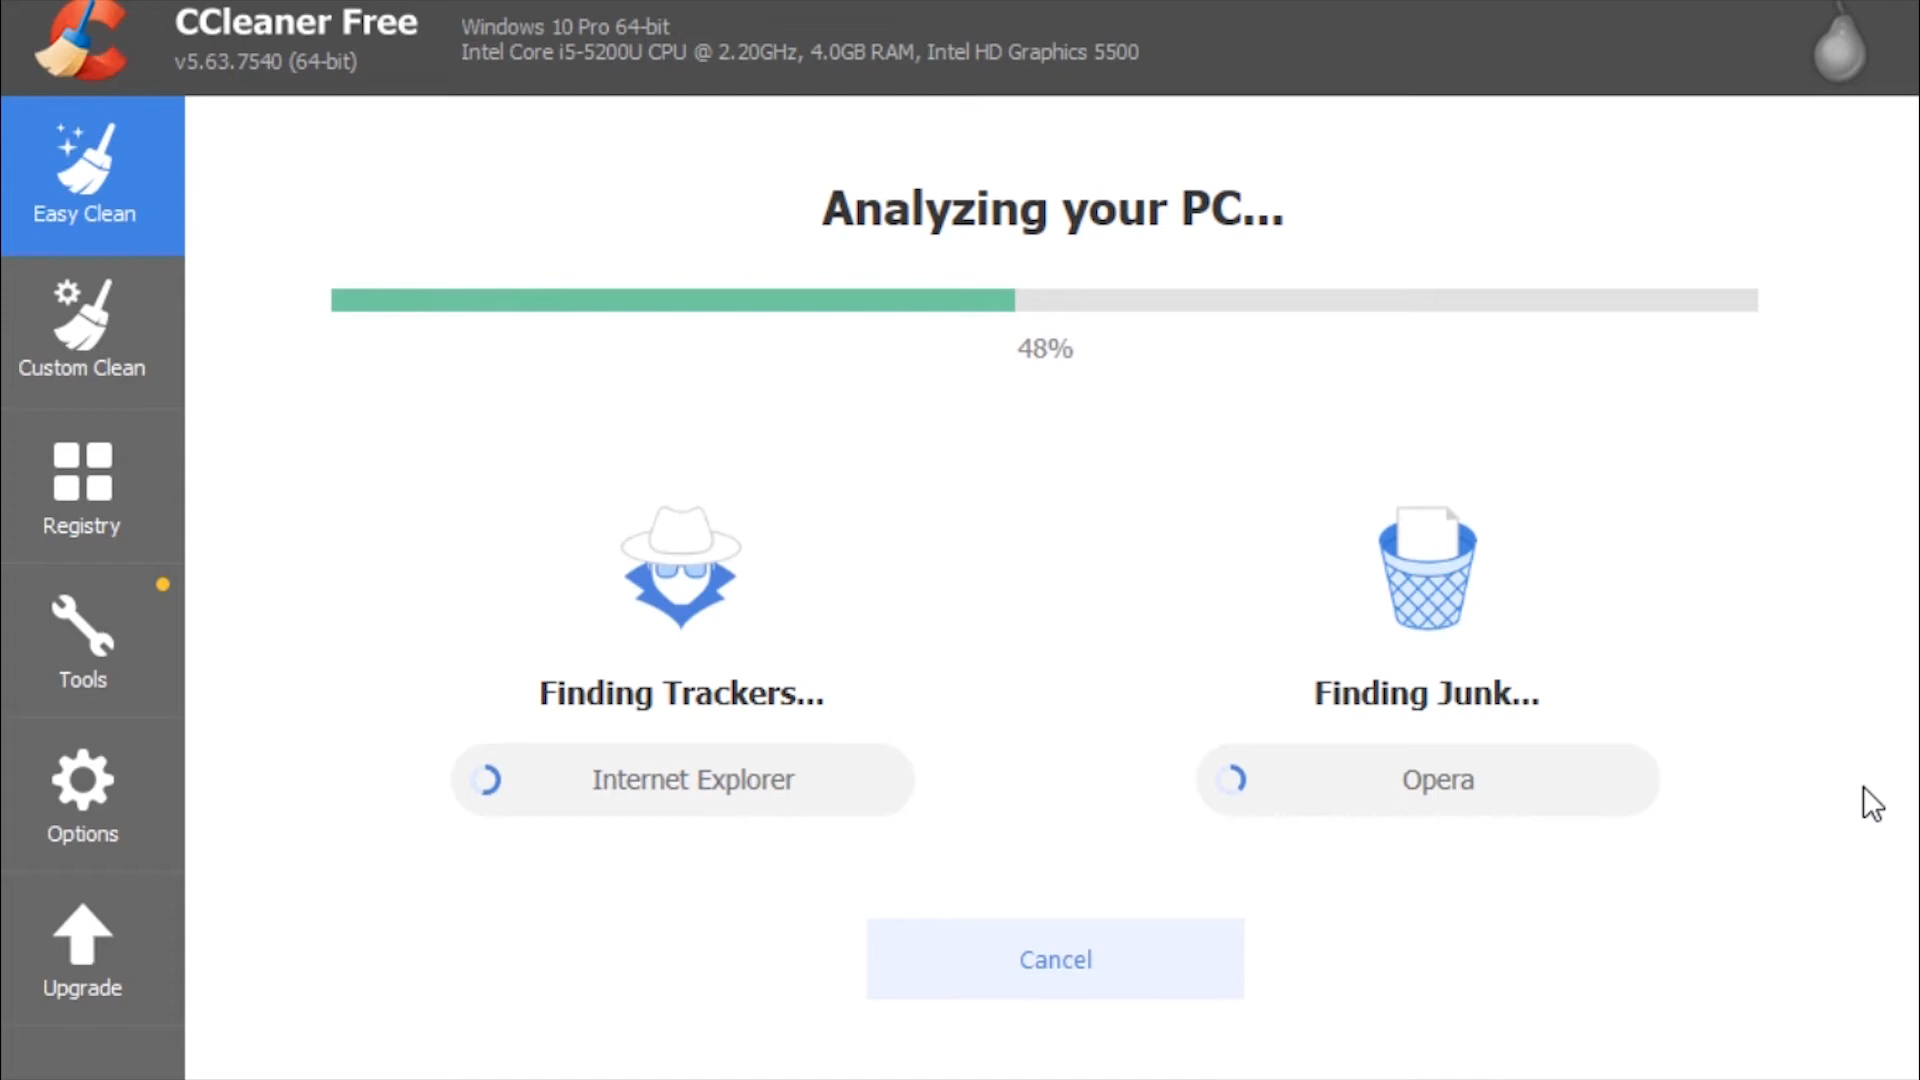 CCleaner Free
v5.63.7540 (64-bit)
Windows 10 Pro 64-bit
Intel Core i5-5200U CPU @ 2.20GHz, 4.0GB RAM, Intel HD Graphics 5500
Easy Clean
Custom Clean
Registry
Tools
Options
Upgrade
Analyzing your PC...
48%
Finding Trackers...
Internet Explorer
Finding Junk...
Opera
Cancel